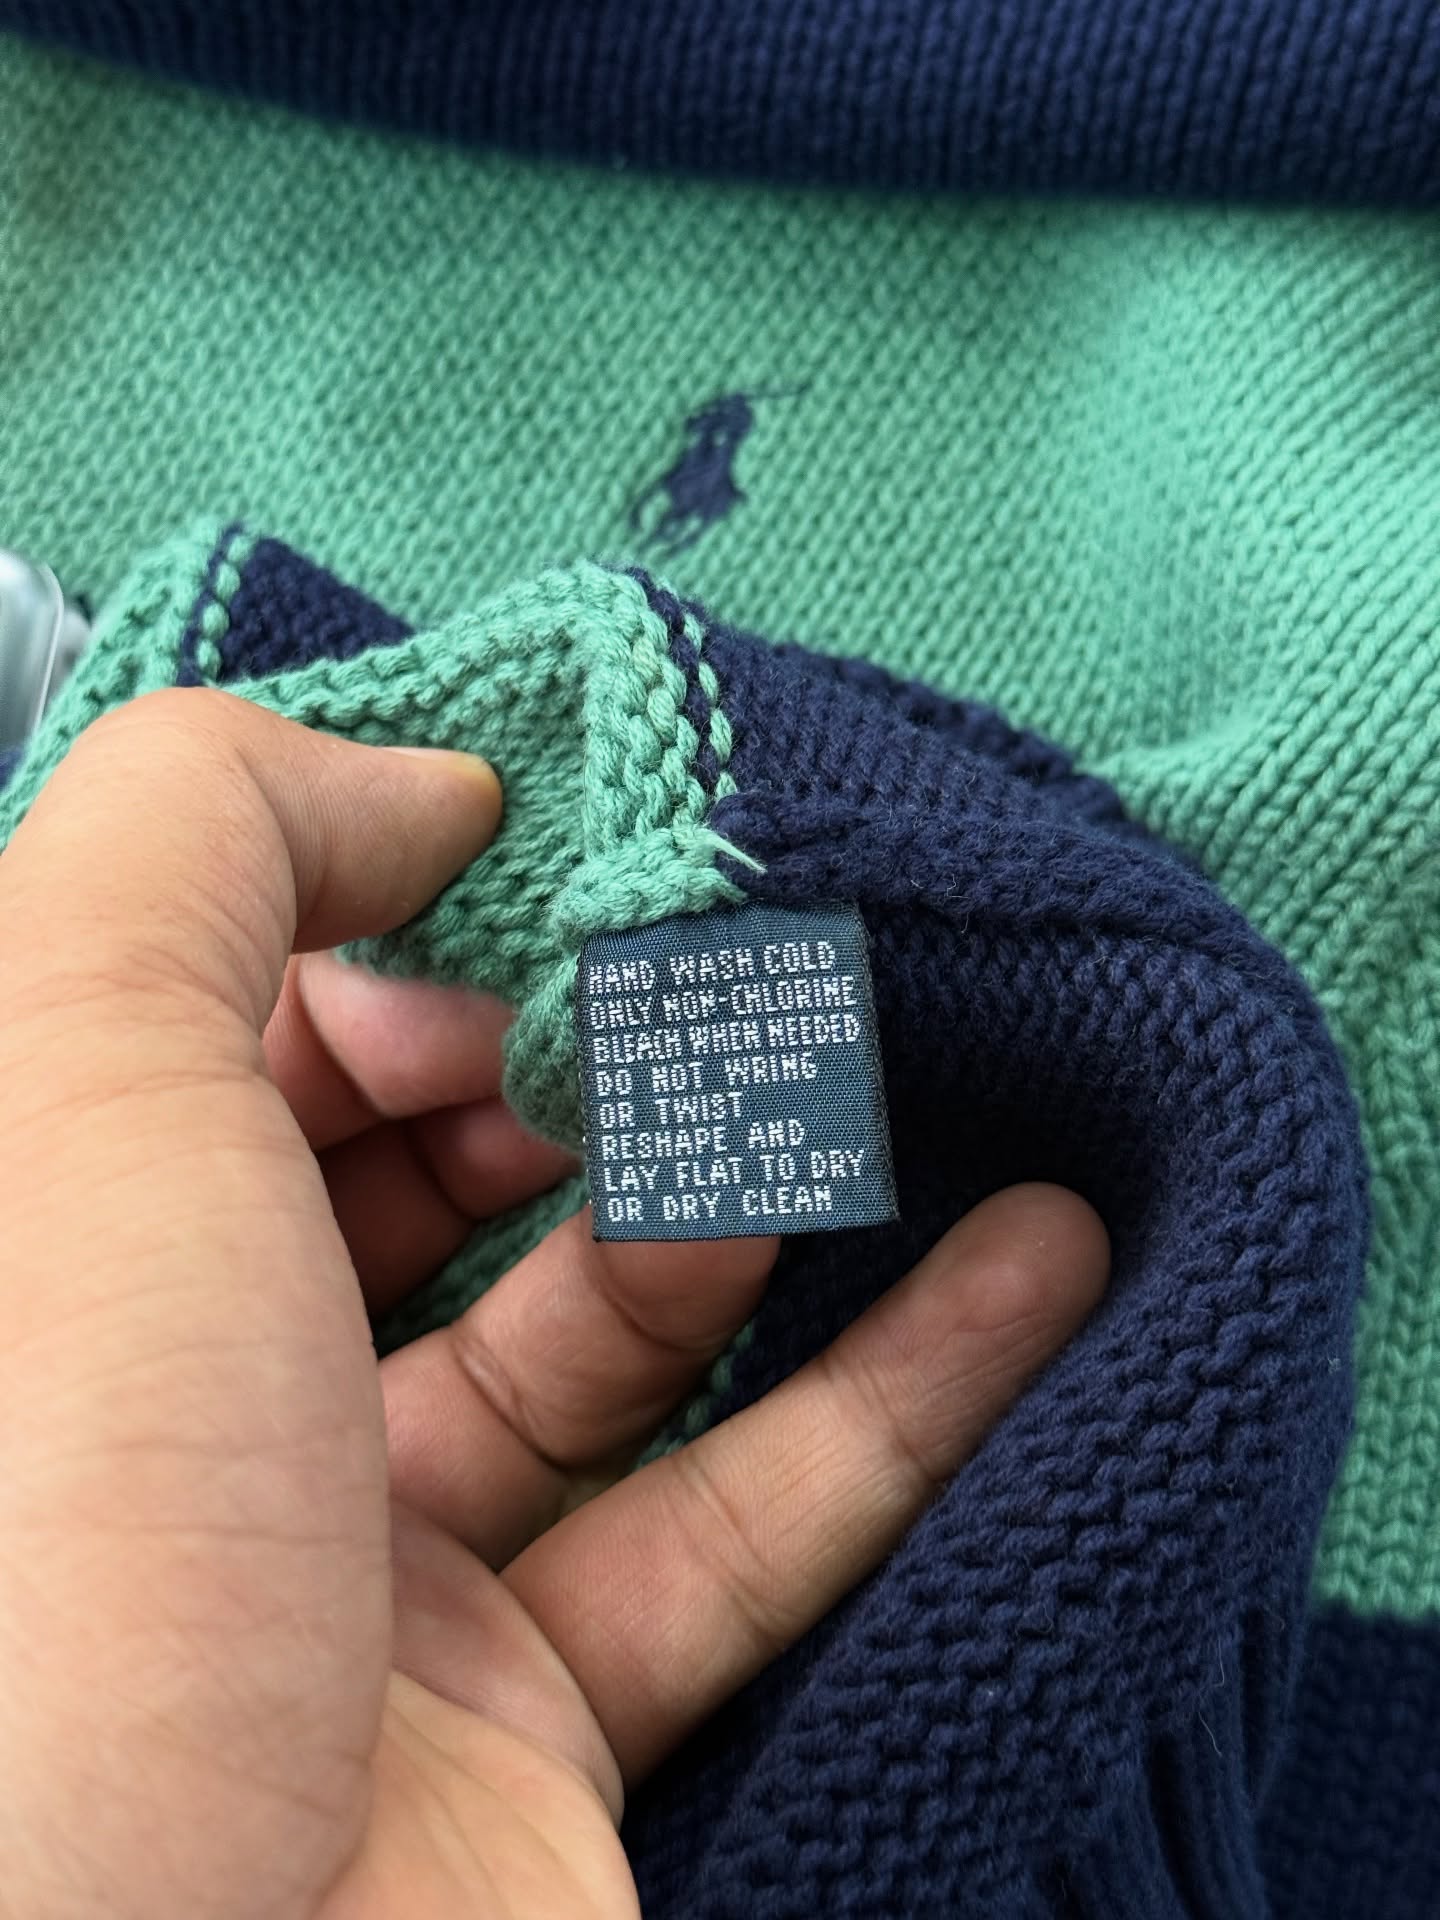 HAND WASH COLD
ONLY NON-CHLORINE
BLEACH WHEN NEEDED
DO NOT WRING
OR TWIST
RESHAPE AND
LAY FLAT TO DRY
OR DRY CLEAN